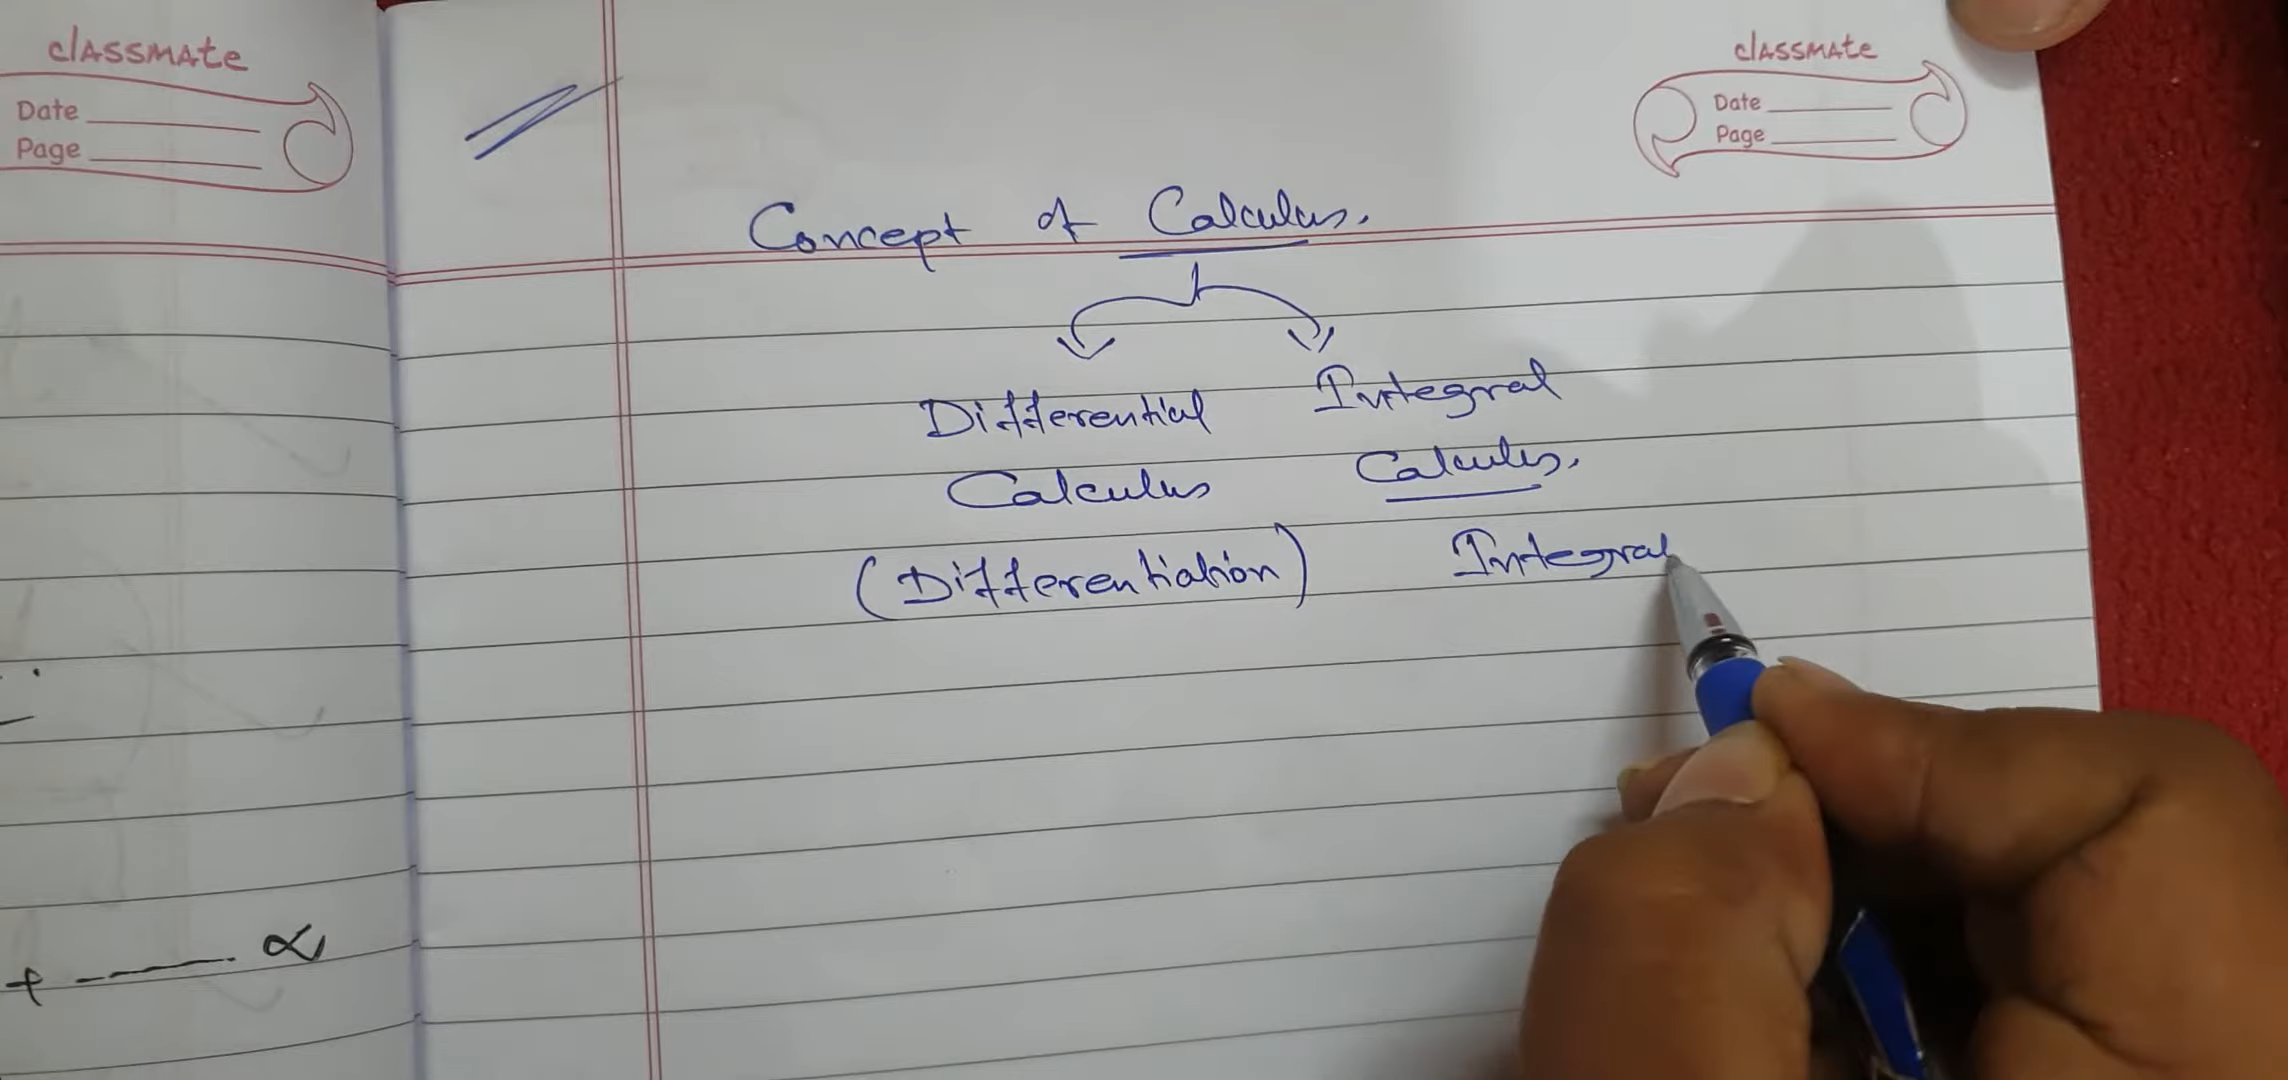 classmate
Date
Page
classmate
Date
Page
Concept of Calculus.
Differential
Calculus
(Differentiation)
Integral
Calculus.
Integral
+ ---- . ∝